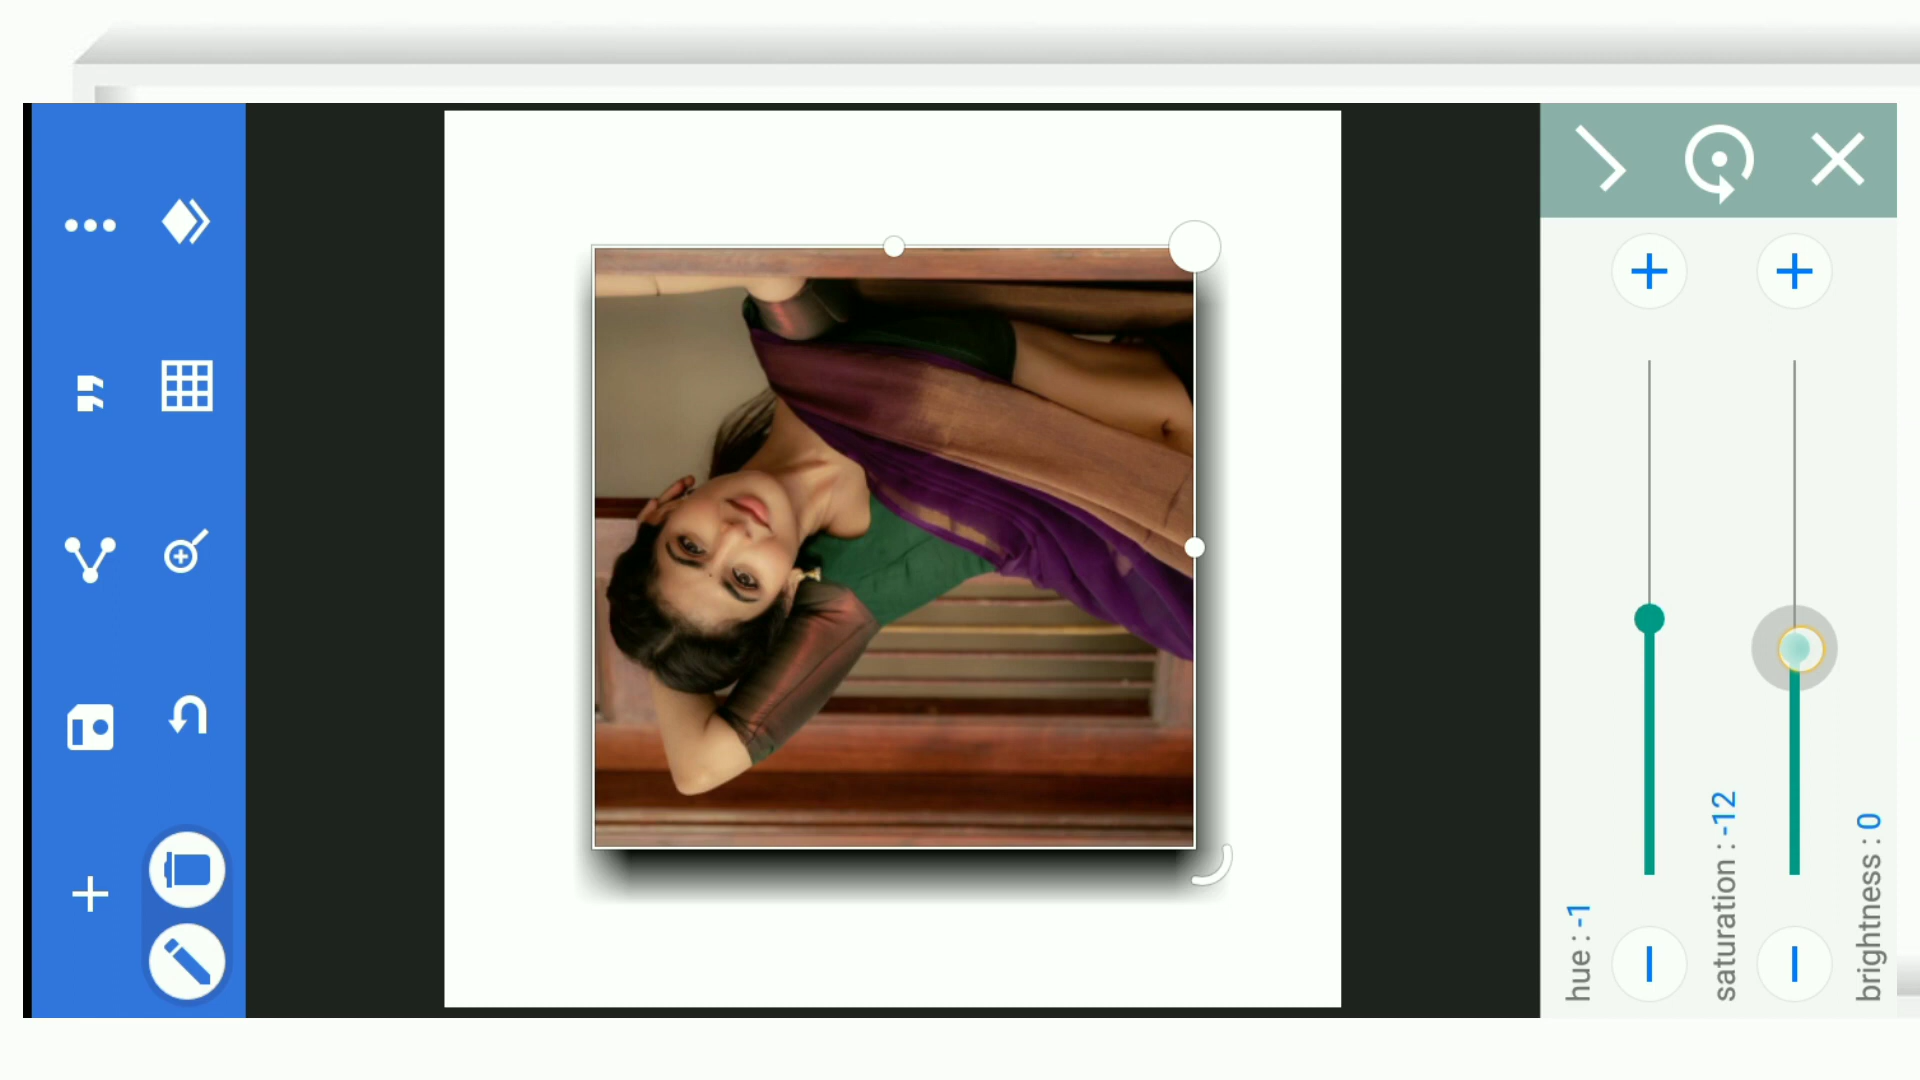 hue : -1
saturation : -12
brightness : 0